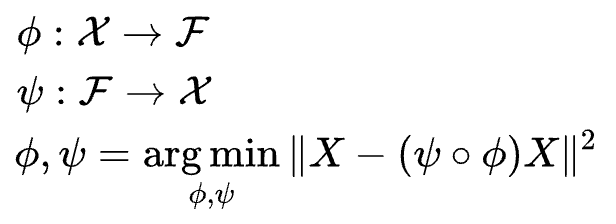 ϕ : 𝒳 → ℱ
ψ : ℱ → 𝒳
ϕ, ψ = arg min ‖X − (ψ ∘ ϕ)X‖²
ϕ,ψ